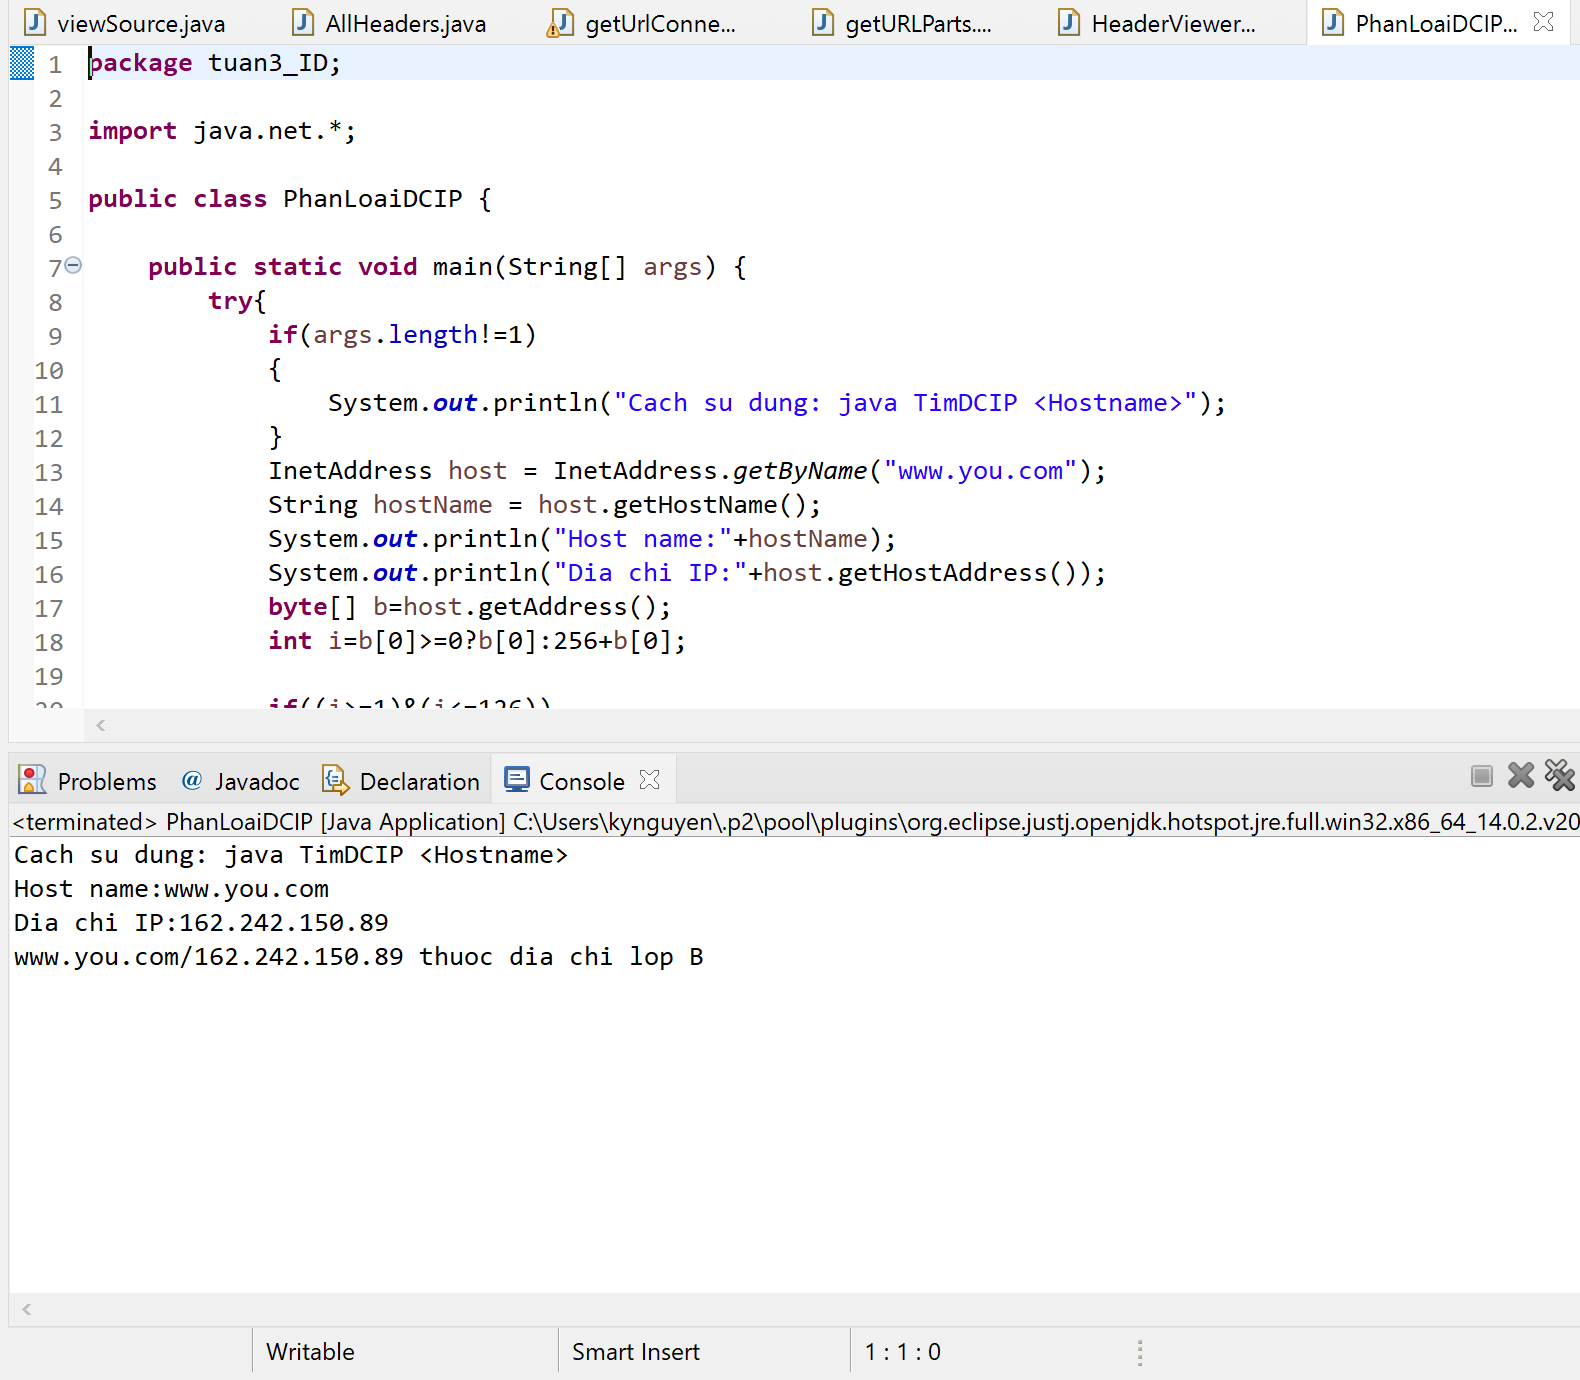 viewSource.java AllHeaders.java getUrlConne... getURLParts.... HeaderViewer... PhanLoaiDCIP...
1 package tuan3_ID;
2
3 import java.net.*;
4
5 public class PhanLoaiDCIP {
6
7 public static void main(String[] args) {
8 try{
9 if(args.length!=1)
10 {
11 System.out.println("Cach su dung: java TimDCIP <Hostname>");
12 }
13 InetAddress host = InetAddress.getByName("www.you.com");
14 String hostName = host.getHostName();
15 System.out.println("Host name:"+hostName);
16 System.out.println("Dia chi IP:"+host.getHostAddress());
17 byte[] b=host.getAddress();
18 int i=b[0]>=0?b[0]:256+b[0];
19
20 if((i>=1)&(i<=126))
Problems @ Javadoc Declaration Console
<terminated> PhanLoaiDCIP [Java Application] C:\Users\kynguyen\.p2\pool\plugins\org.eclipse.justj.openjdk.hotspot.jre.full.win32.x86_64_14.0.2.v20
Cach su dung: java TimDCIP <Hostname>
Host name:www.you.com
Dia chi IP:162.242.150.89
www.you.com/162.242.150.89 thuoc dia chi lop B
Writable Smart Insert 1 : 1 : 0